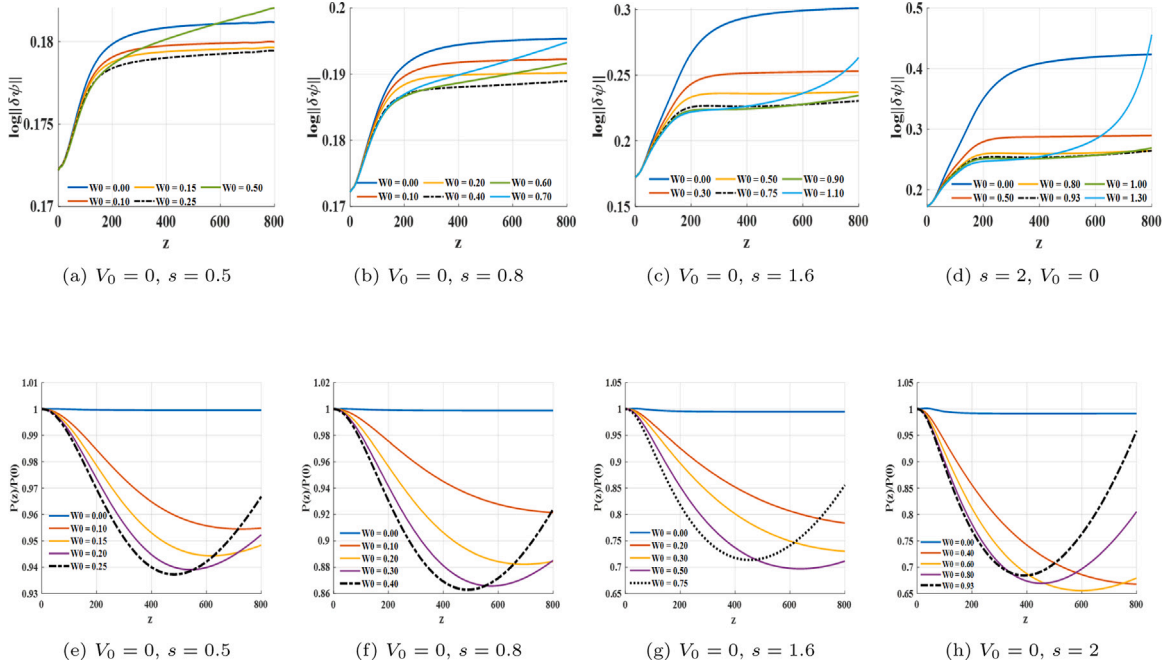 log||δψ||
0.18
0.175
0.17
W0 = 0.00 W0 = 0.15 W0 = 0.50
W0 = 0.10 W0 = 0.25
0 200 400 600 800
z
(a) V₀ = 0, s = 0.5
log||δψ||
0.2
0.19
0.18
0.17
W0 = 0.00 W0 = 0.20 W0 = 0.60
W0 = 0.10 W0 = 0.40 W0 = 0.70
0 200 400 600 800
z
(b) V₀ = 0, s = 0.8
log||δψ||
0.3
0.25
0.2
0.15
W0 = 0.00 W0 = 0.50 W0 = 0.90
W0 = 0.30 W0 = 0.75 W0 = 1.10
0 200 400 600 800
z
(c) V₀ = 0, s = 1.6
log||δψ||
0.5
0.4
0.3
0.2
W0 = 0.00 W0 = 0.80 W0 = 1.00
W0 = 0.50 W0 = 0.93 W0 = 1.30
0 200 400 600 800
z
(d) s = 2, V₀ = 0
P(z)/P(0)
1.01
1
0.99
0.98
0.97
0.96
0.95
0.94
0.93
W0 = 0.00
W0 = 0.10
W0 = 0.15
W0 = 0.20
W0 = 0.25
0 200 400 600 800
z
(e) V₀ = 0, s = 0.5
P(z)/P(0)
1.02
1
0.98
0.96
0.94
0.92
0.9
0.88
0.86
W0 = 0.00
W0 = 0.10
W0 = 0.20
W0 = 0.30
W0 = 0.40
0 200 400 600 800
z
(f) V₀ = 0, s = 0.8
P(z)/P(0)
1.05
1
0.95
0.9
0.85
0.8
0.75
0.7
0.65
W0 = 0.00
W0 = 0.20
W0 = 0.30
W0 = 0.50
W0 = 0.75
0 200 400 600 800
z
(g) V₀ = 0, s = 1.6
P(z)/P(0)
1.05
1
0.95
0.9
0.85
0.8
0.75
0.7
0.65
W0 = 0.00
W0 = 0.40
W0 = 0.60
W0 = 0.80
W0 = 0.93
0 200 400 600 800
z
(h) V₀ = 0, s = 2